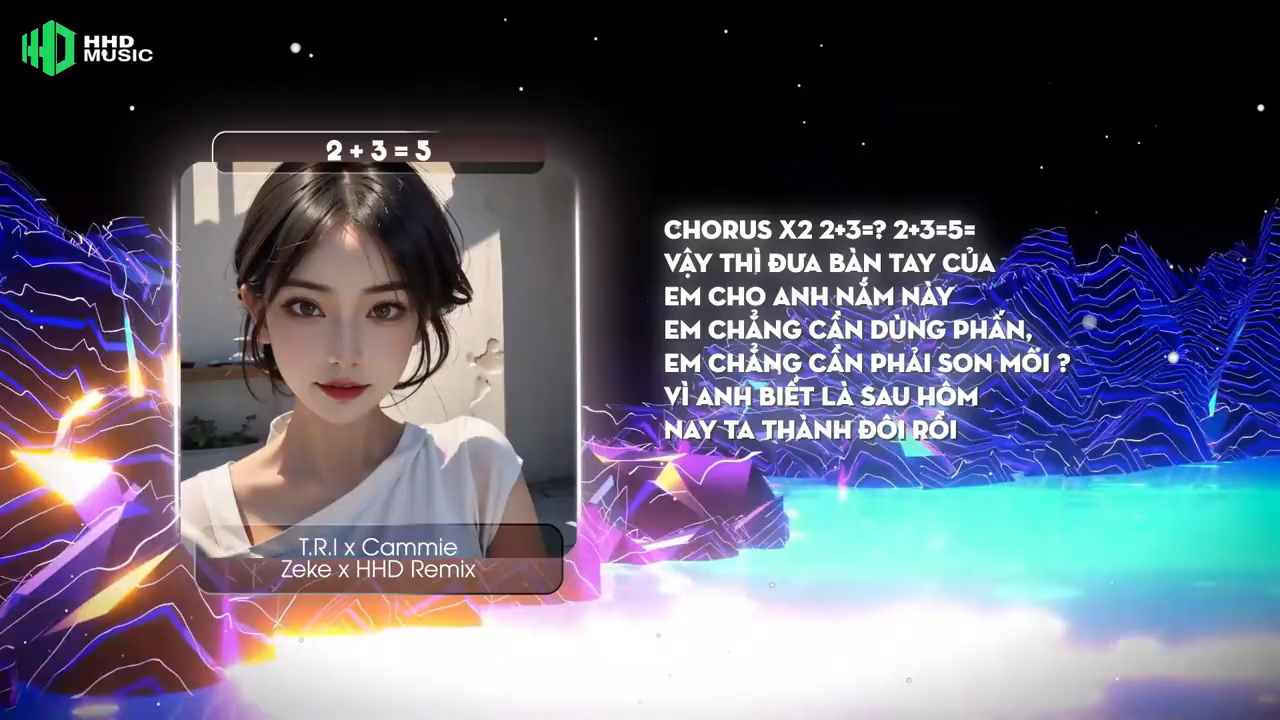 HHD
MUSIC
2 + 3 = 5
CHORUS X2 2+3=? 2+3=5=
VẬY THÌ ĐƯA BÀN TAY CỦA
EM CHO ANH NẮM NÀY
EM CHẲNG CẦN DÙNG PHẤN,
EM CHẲNG CẦN PHẢI SON MÔI ?
VÌ ANH BIẾT LÀ SAU HÔM
NAY TA THÀNH ĐÔI RỒI
T.R.I x Cammie
Zeke x HHD Remix